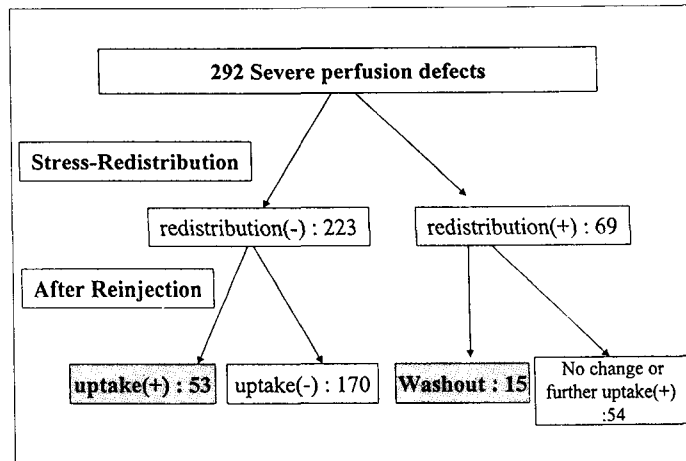 292 Severe perfusion defects
Stress-Redistribution
redistribution(-) : 223
redistribution(+) : 69
After Reinjection
uptake(+) : 53
uptake(-) : 170
Washout : 15
No change or
further uptake(+)
:54